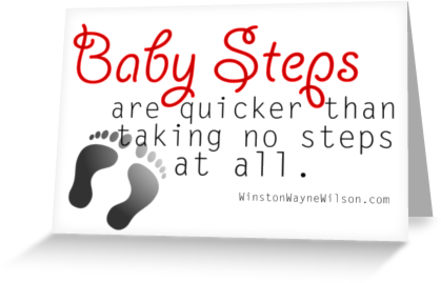 Baby Steps
are quicker than
taking no steps
at all.
WinstonWayneWilson.com